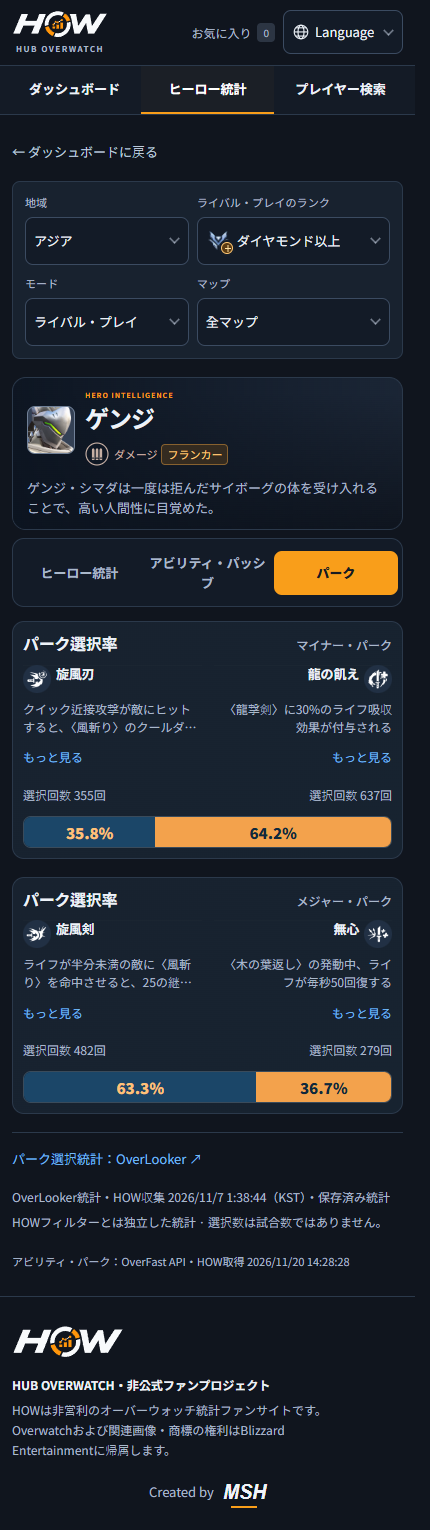 HOW
HUB OVERWATCH
お気に入り 0
Language
ダッシュボード ヒーロー統計 プレイヤー検索
← ダッシュボードに戻る
地域 ライバル・プレイのランク
アジア ダイヤモンド以上
モード マップ
ライバル・プレイ 全マップ
HERO INTELLIGENCE
ゲンジ
ダメージ フランカー
ゲンジ・シマダは一度は拒んだサイボーグの体を受け入れる
ことで、高い人間性に目覚めた。
ヒーロー統計 アビリティ・パッシ
ブ パーク
パーク選択率 マイナー・パーク
旋風刃 龍の飢え
クイック近接攻撃が敵にヒット
すると、〈風斬り〉のクールダ…
〈龍撃剣〉に30%のライフ吸収
効果が付与される
もっと見る もっと見る
選択回数 355回 選択回数 637回
35.8% 64.2%
パーク選択率 メジャー・パーク
旋風剣 無心
ライフが半分未満の敵に〈風斬
り〉を命中させると、25の継…
〈木の葉返し〉の発動中、ライ
フが毎秒50回復する
もっと見る もっと見る
選択回数 482回 選択回数 279回
63.3% 36.7%
パーク選択統計：OverLooker ↗
OverLooker統計・HOW収集 2026/11/7 1:38:44（KST）・保存済み統計
HOWフィルターとは独立した統計 · 選択数は試合数ではありません。
アビリティ・パーク：OverFast API・HOW取得 2026/11/20 14:28:28
HOW
HUB OVERWATCH・非公式ファンプロジェクト
HOWは非営利のオーバーウォッチ統計ファンサイトです。
Overwatchおよび関連画像・商標の権利はBlizzard
Entertainmentに帰属します。
Created by MSH